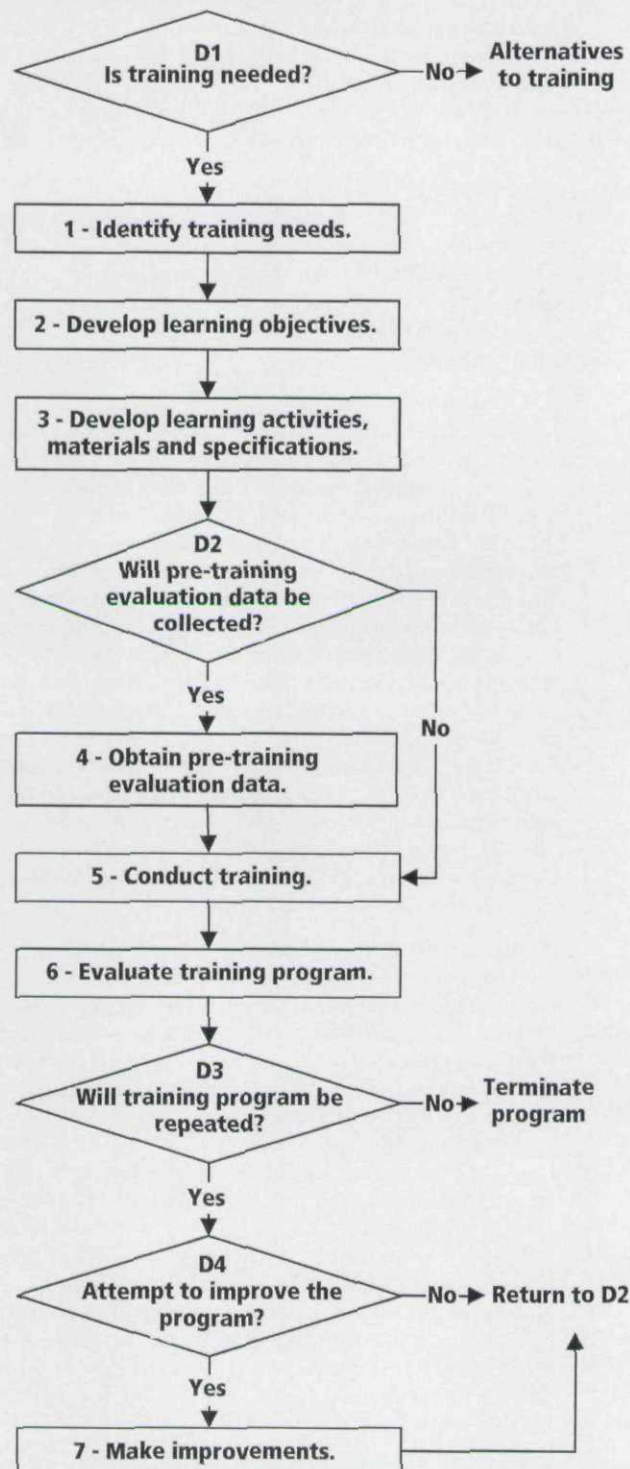 D1
Is training needed?
No
Alternatives
to training
Yes
1 - Identify training needs.
2 - Develop learning objectives.
3 - Develop learning activities,
materials and specifications.
D2
Will pre-training
evaluation data be
collected?
Yes
No
4 - Obtain pre-training
evaluation data.
5 - Conduct training.
6 - Evaluate training program.
D3
Will training program be
repeated?
No
Terminate
program
Yes
D4
Attempt to improve the
program?
No
Return to D2
Yes
7 - Make improvements.